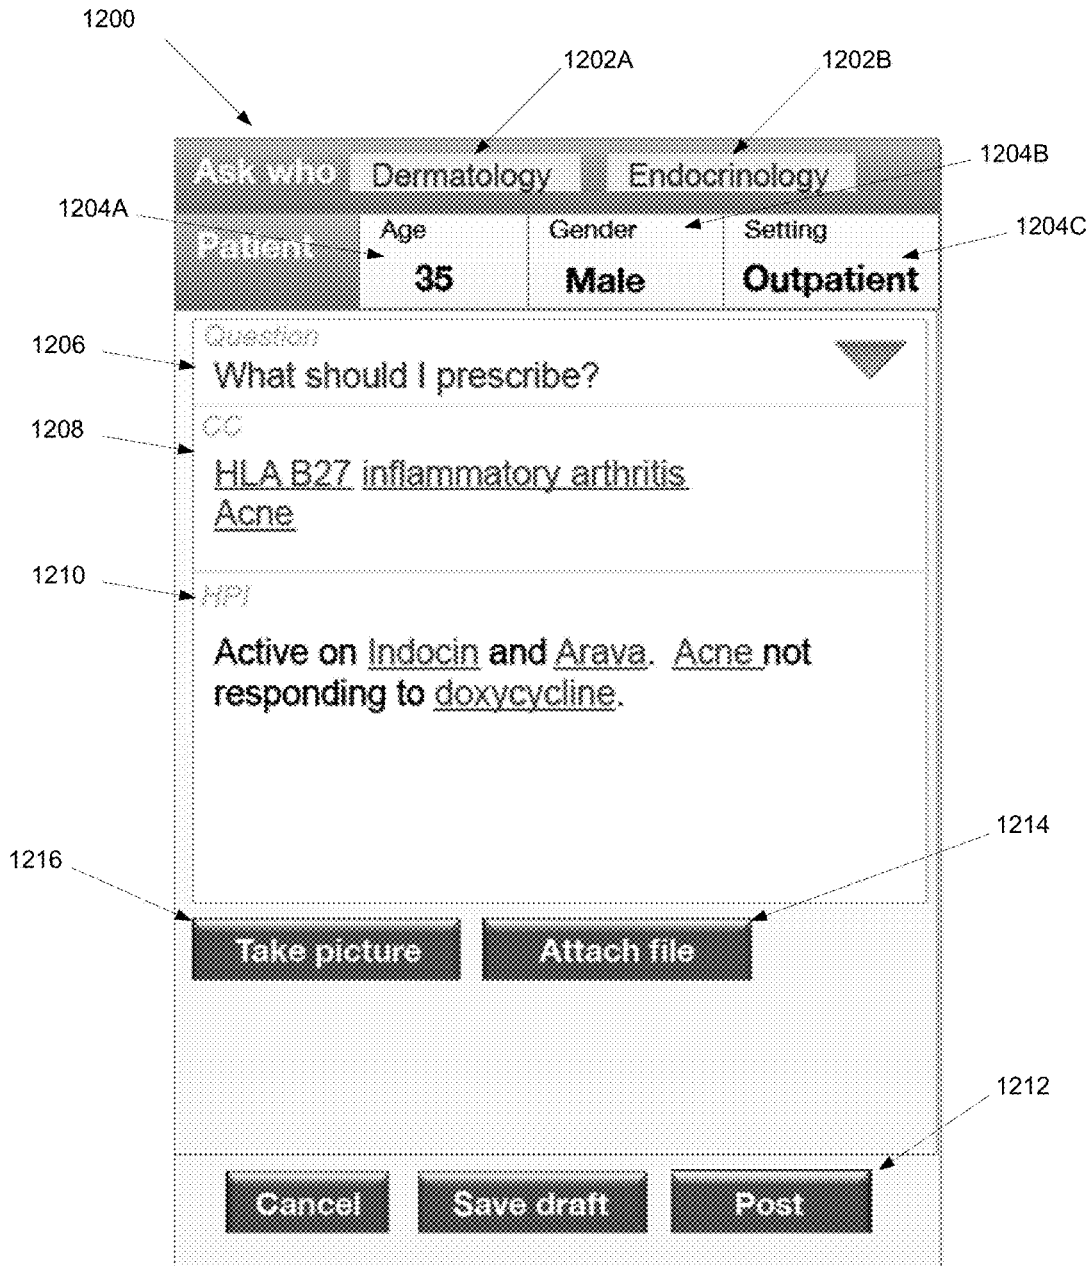 1200
1202A
1202B
Ask who Dermatology Endocrinology
1204B
1204A
Patient Age Gender Setting
1204C
35 Male Outpatient
Question
1206
What should I prescribe?
CC
1208
HLA B27 inflammatory arthritis
Acne
1210
HPI
Active on Indocin and Arava. Acne not
responding to doxycycline.
1214
1216
Take picture Attach file
1212
Cancel Save draft Post